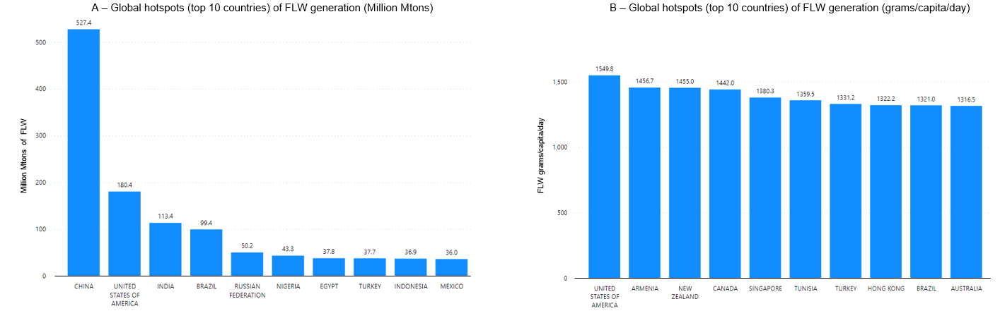 A – Global hotspots (top 10 countries) of FLW generation (Million Mtons)
Million Mtons of FLW
500
400
300
200
100
0
527.4
180.4
113.4
99.4
50.2
43.3
37.8
37.7
36.9
36.0
CHINA
UNITED
STATES OF
AMERICA
INDIA
BRAZIL
RUSSIAN
FEDERATION
NIGERIA
EGYPT
TURKEY
INDONESIA
MEXICO
B – Global hotspots (top 10 countries) of FLW generation (grams/capita/day)
FLW grams/capita/day
1,500
1,000
500
0
1549.8
1456.7
1455.0
1442.0
1380.3
1359.5
1331.2
1322.2
1321.0
1316.5
UNITED
STATES OF
AMERICA
ARMENIA
NEW
ZEALAND
CANADA
SINGAPORE
TUNISIA
TURKEY
HONG KONG
BRAZIL
AUSTRALIA